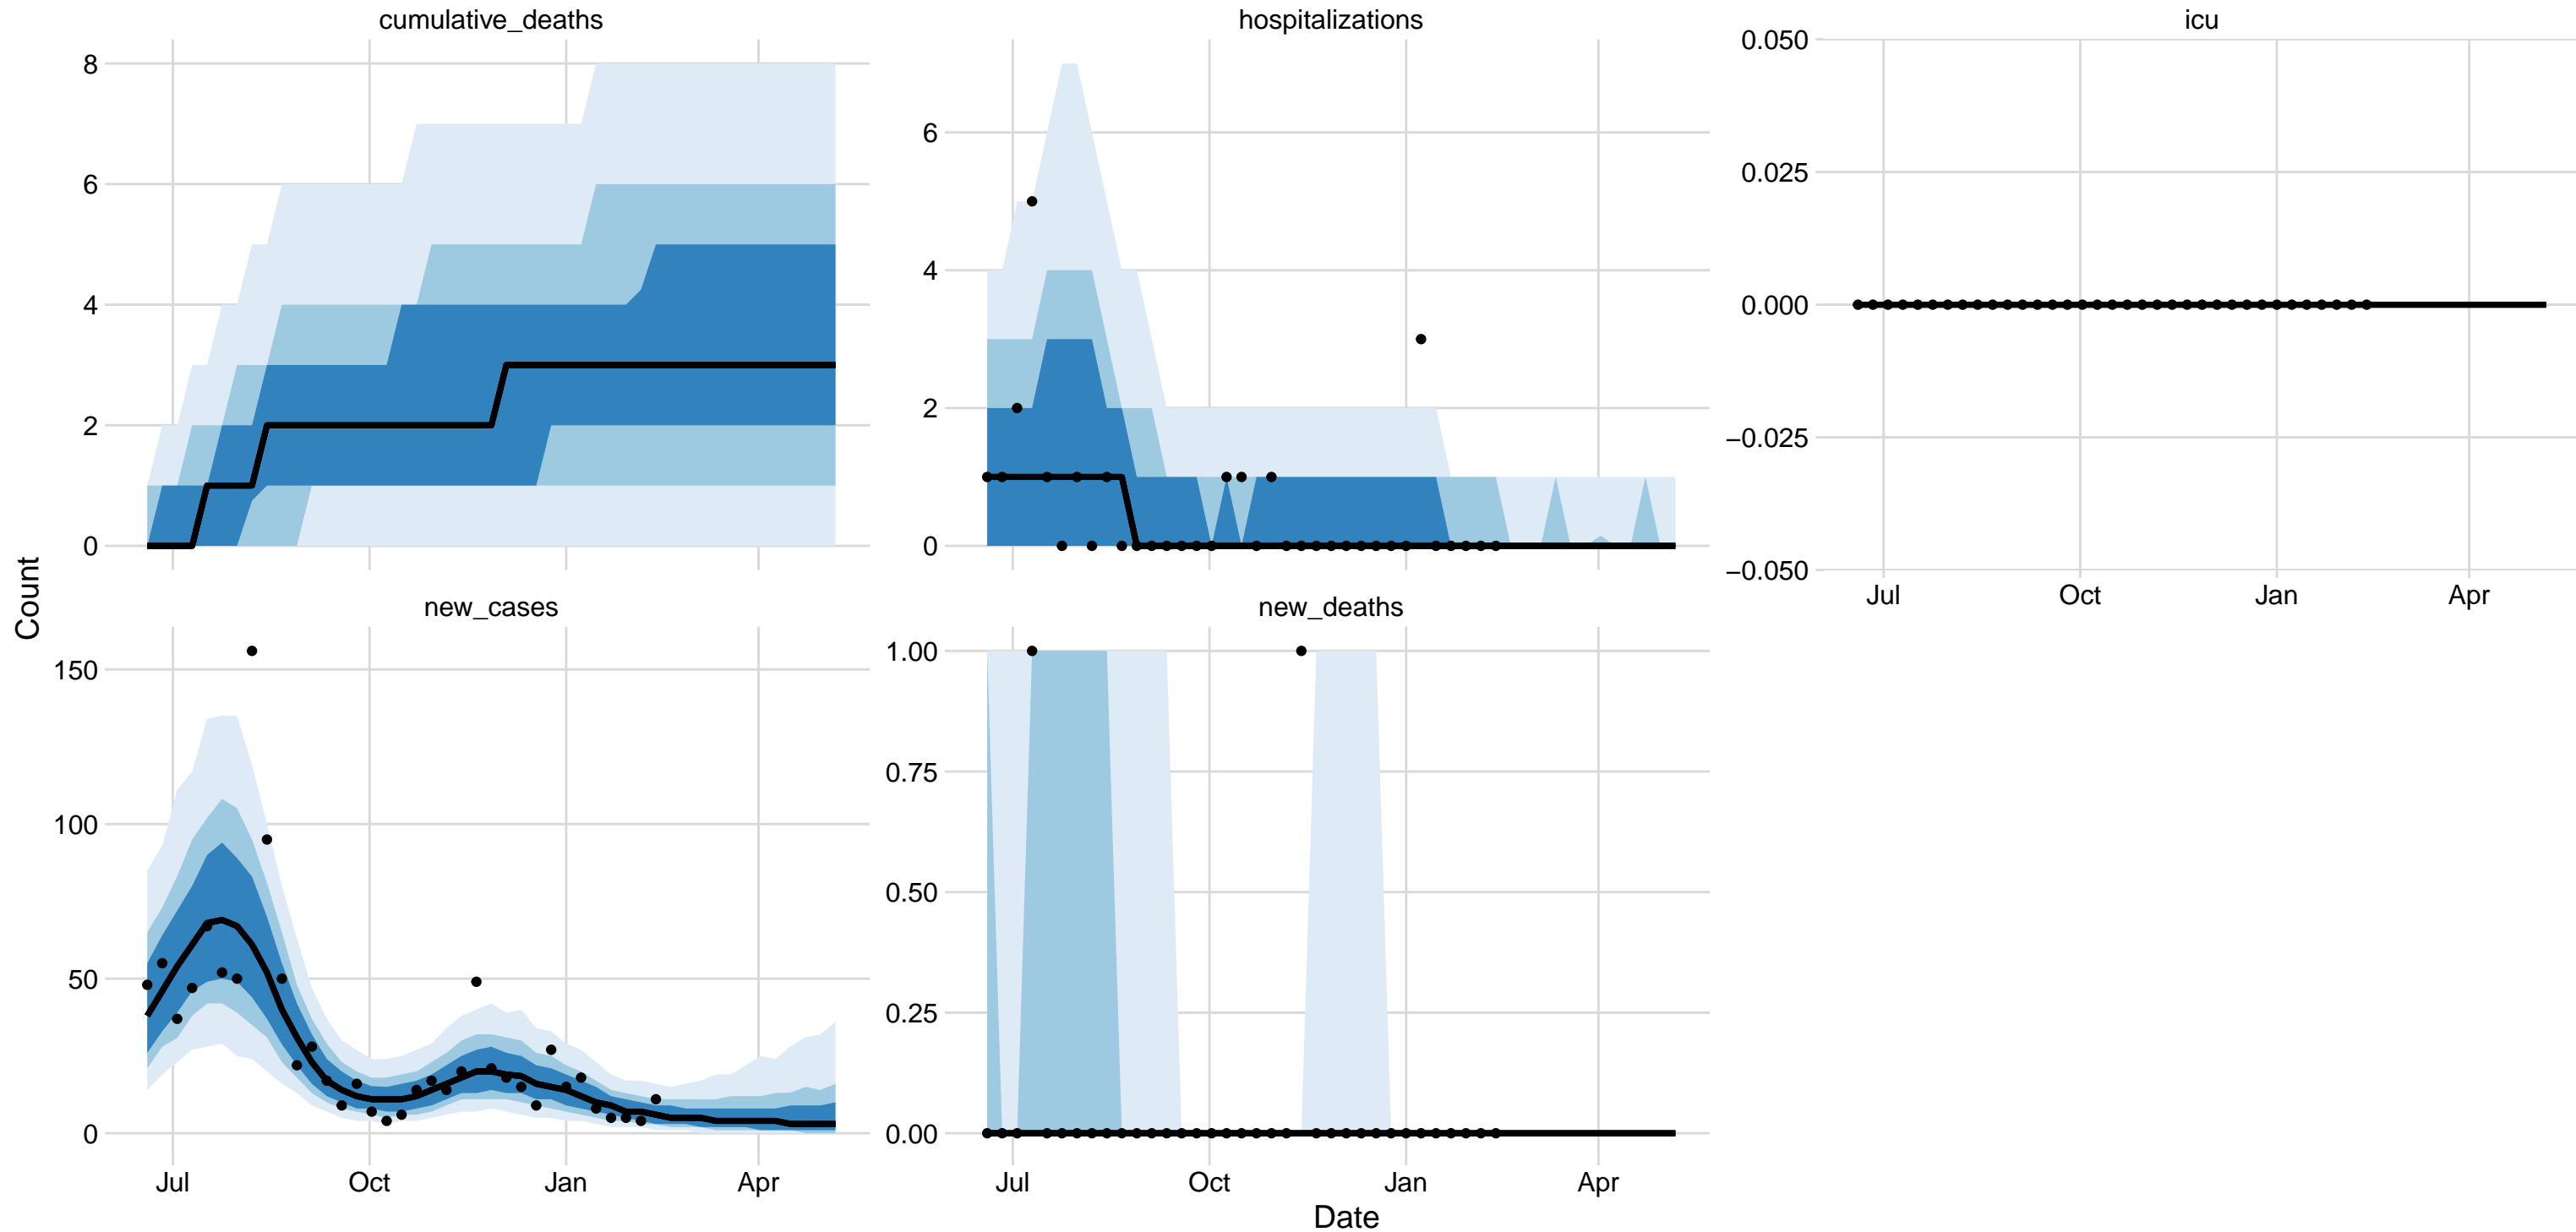 cumulative_deaths
hospitalizations
icu
8
6
4
2
0
6
4
2
0
0.050
0.025
0.000
−0.025
−0.050
Jul Oct Jan Apr
Count
new_cases
new_deaths
150
100
50
0
1.00
0.75
0.50
0.25
0.00
Jul Oct Jan Apr
Jul Oct Jan Apr
Date